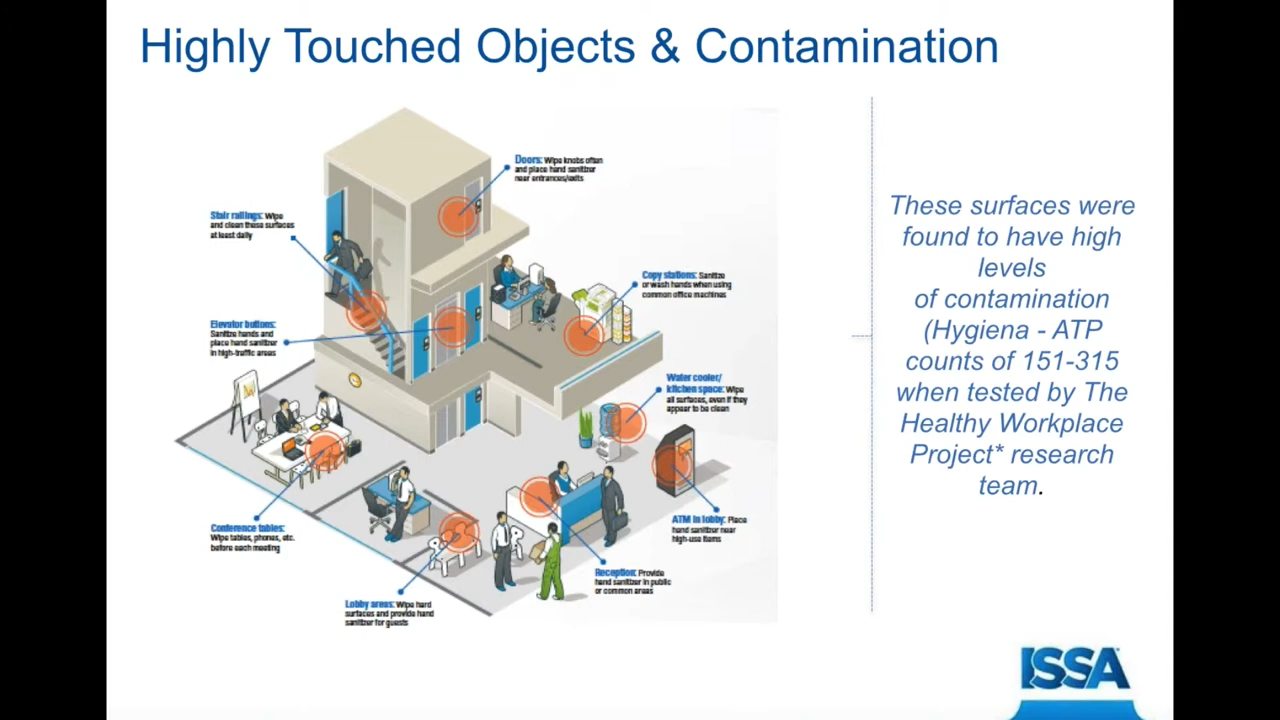 Highly Touched Objects & Contamination
Doors: Wipe knobs often
and place hand sanitizer
near entrances/exits
Stair railings: Wipe
and clean these surfaces
at least daily
Copy stations: Sanitize
or wash hands when using
common office machines
Elevator buttons:
Sanitize hands and
place hand sanitizer
in high-traffic areas
Water cooler/
kitchen space: Wipe
all surfaces, even if they
appear to be clean
Conference tables:
Wipe tables, phones, etc.
before each meeting
ATM in lobby: Place
hand sanitizer near
high-use items
Reception: Provide
hand sanitizer in public
or common areas
Lobby areas: Wipe hard
surfaces and provide hand
sanitizer for guests
These surfaces were
found to have high
levels
of contamination
(Hygiena - ATP
counts of 151-315
when tested by The
Healthy Workplace
Project* research
team.
ISSA